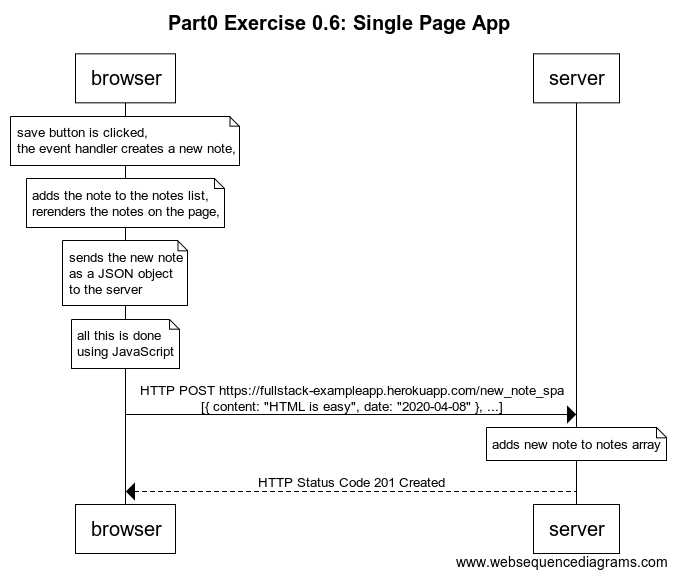 Part0 Exercise 0.6: Single Page App
browser
server
save button is clicked,
the event handler creates a new note,
adds the note to the notes list,
rerenders the notes on the page,
sends the new note
as a JSON object
to the server
all this is done
using JavaScript
HTTP POST https://fullstack-exampleapp.herokuapp.com/new_note_spa
[{ content: "HTML is easy", date: "2020-04-08" }, ...]
adds new note to notes array
HTTP Status Code 201 Created
browser
server
www.websequencediagrams.com